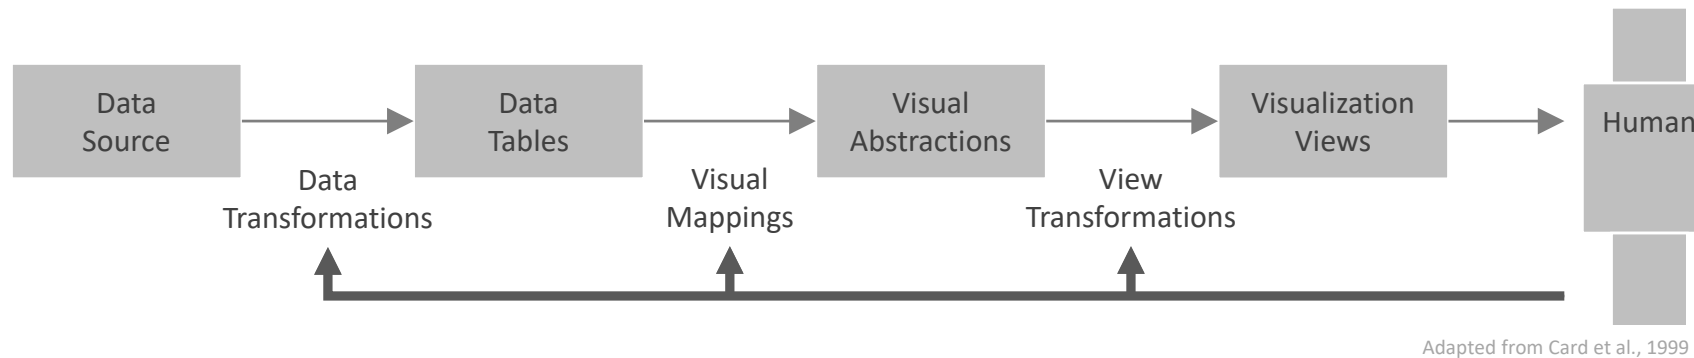 Data
Source
Data
Tables
Visual
Abstractions
Visualization
Views
Human
Data
Transformations
Visual
Mappings
View
Transformations
Adapted from Card et al., 1999